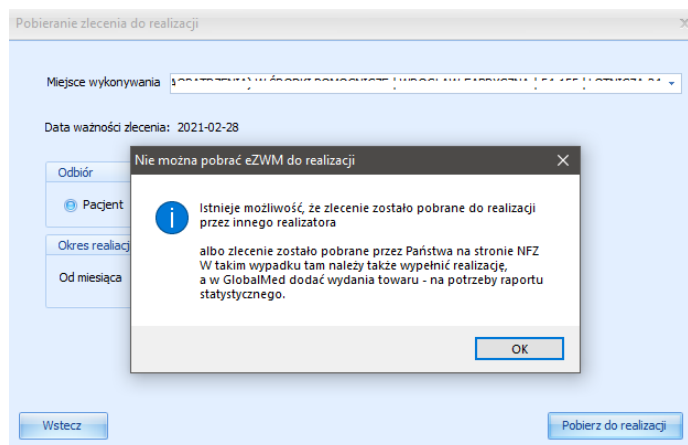 Pobieranie zlecenia do realizacji
Miejsce wykonywania
Data ważności zlecenia: 2021-02-28
Nie można pobrać eZWM do realizacji
Odbiór
Pacjent
Istnieje możliwość, że zlecenie zostało pobrane do realizacji
przez innego realizatora
albo zlecenie zostało pobrane przez Państwa na stronie NFZ
W takim wypadku tam należy także wypełnić realizację,
a w GlobalMed dodać wydania towaru - na potrzeby raportu
statystycznego.
Okres realiacj
Od miesiąca
OK
Wstecz
Pobierz do realizacji